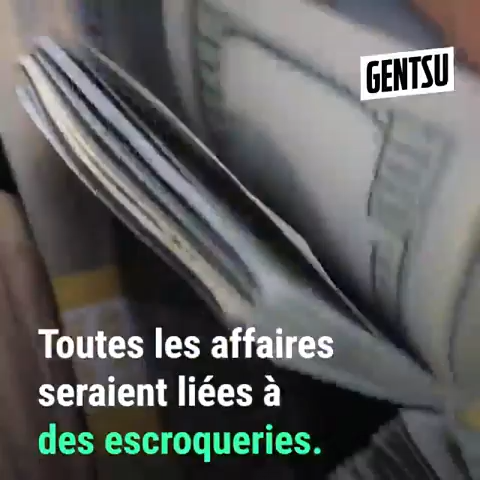 GENTSU
Toutes les affaires
seraient liées à
des escroqueries.